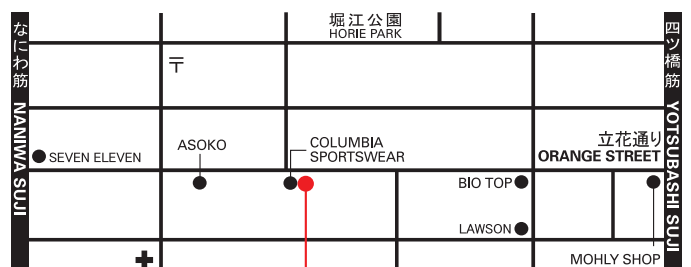 堀江公園
HORIE PARK
なにわ筋 NANIWA SUJI
四ツ橋筋 YOTSUBASHI SUJI
〒
SEVEN ELEVEN
ASOKO
COLUMBIA
SPORTSWEAR
立花通り
ORANGE STREET
BIO TOP
LAWSON
MOHLY SHOP